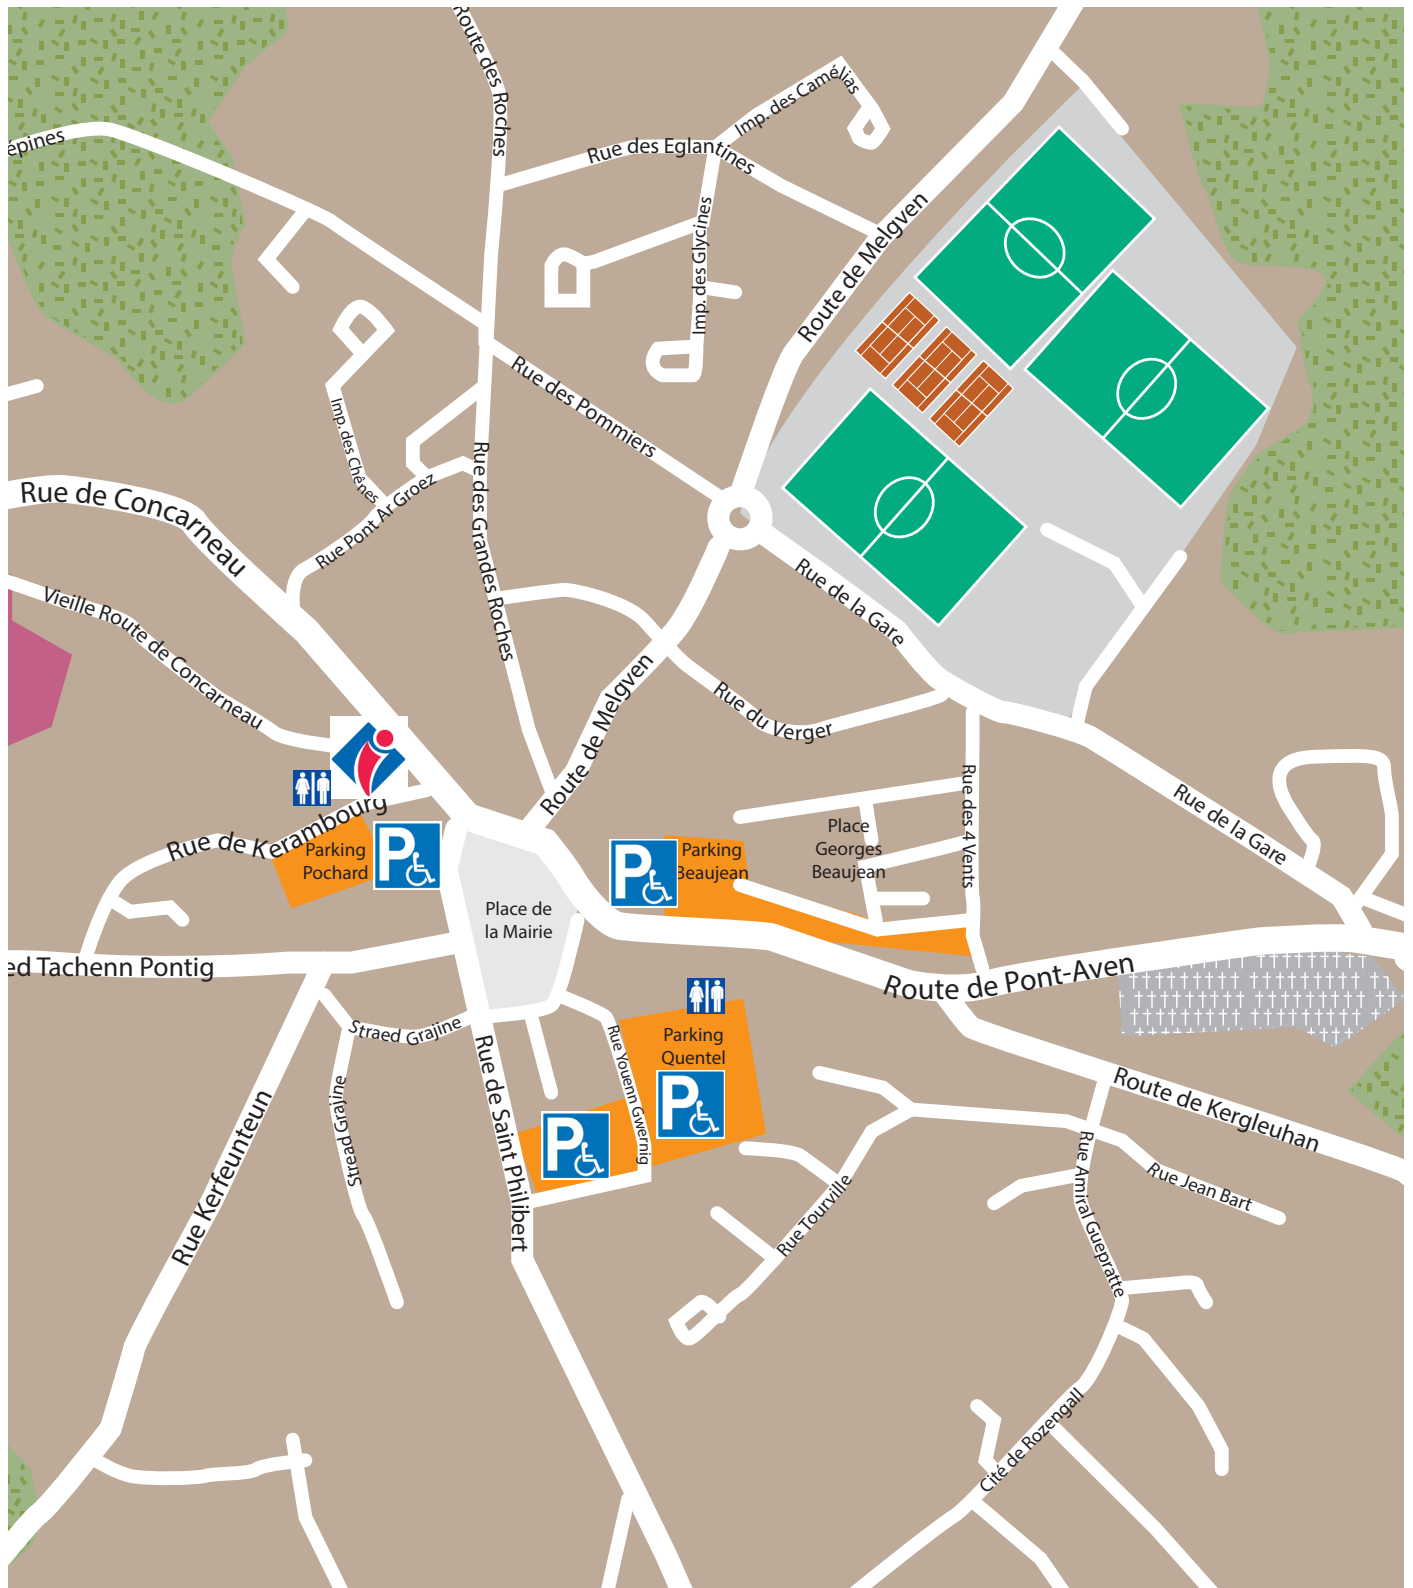 Route des Roches
Imp. des Camélias
épines
Rue des Eglantines
Imp. des Glycines
Route de Melgven
Rue des Pommiers
Imp. des Chênes
Rue Pont Ar Groez
Rue des Grandes Roches
Rue de Concarneau
Vieille Route de Concarneau
Rue de la Gare
Route de Melgven
Rue du Verger
Rue des 4 Vents
Rue de la Gare
Rue de Kerambourg
Parking
Pochard
P
P
Parking
Beaujean
Place
Georges
Beaujean
Place de
la Mairie
ed Tachenn Pontig
Route de Pont-Aven
Straed Grajine
Stread Grajine
Rue Kerfeunteun
Rue de Saint Philibert
Rue Youenn Gwernig
Parking
Quentel
P
P
Route de Kergleuhan
Rue Jean Bart
Rue Amiral Guepratte
Rue Tourville
Cité de Rozengall